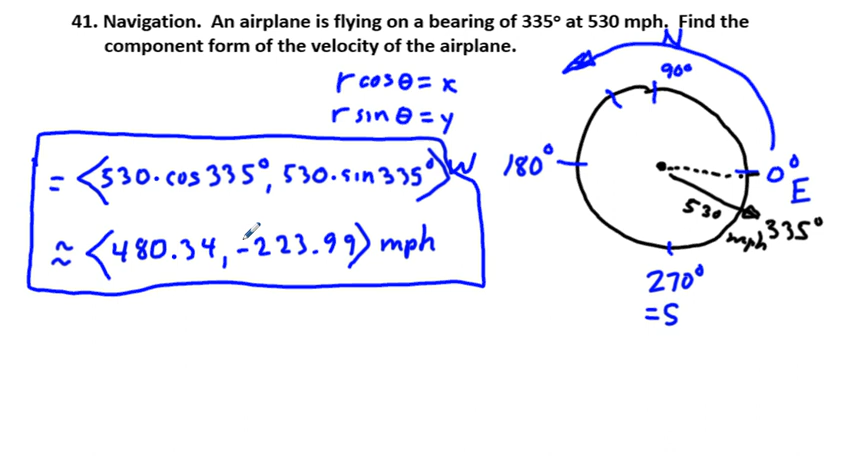 41. Navigation. An airplane is flying on a bearing of 335° at 530 mph. Find the
component form of the velocity of the airplane.
r cos θ = x
r sin θ = y
= <530·cos 335°, 530·sin 335°>
≈ <480.34, -223.99> mph
N
90°
W 180°
0°
E
530
mph 335°
270°
= S